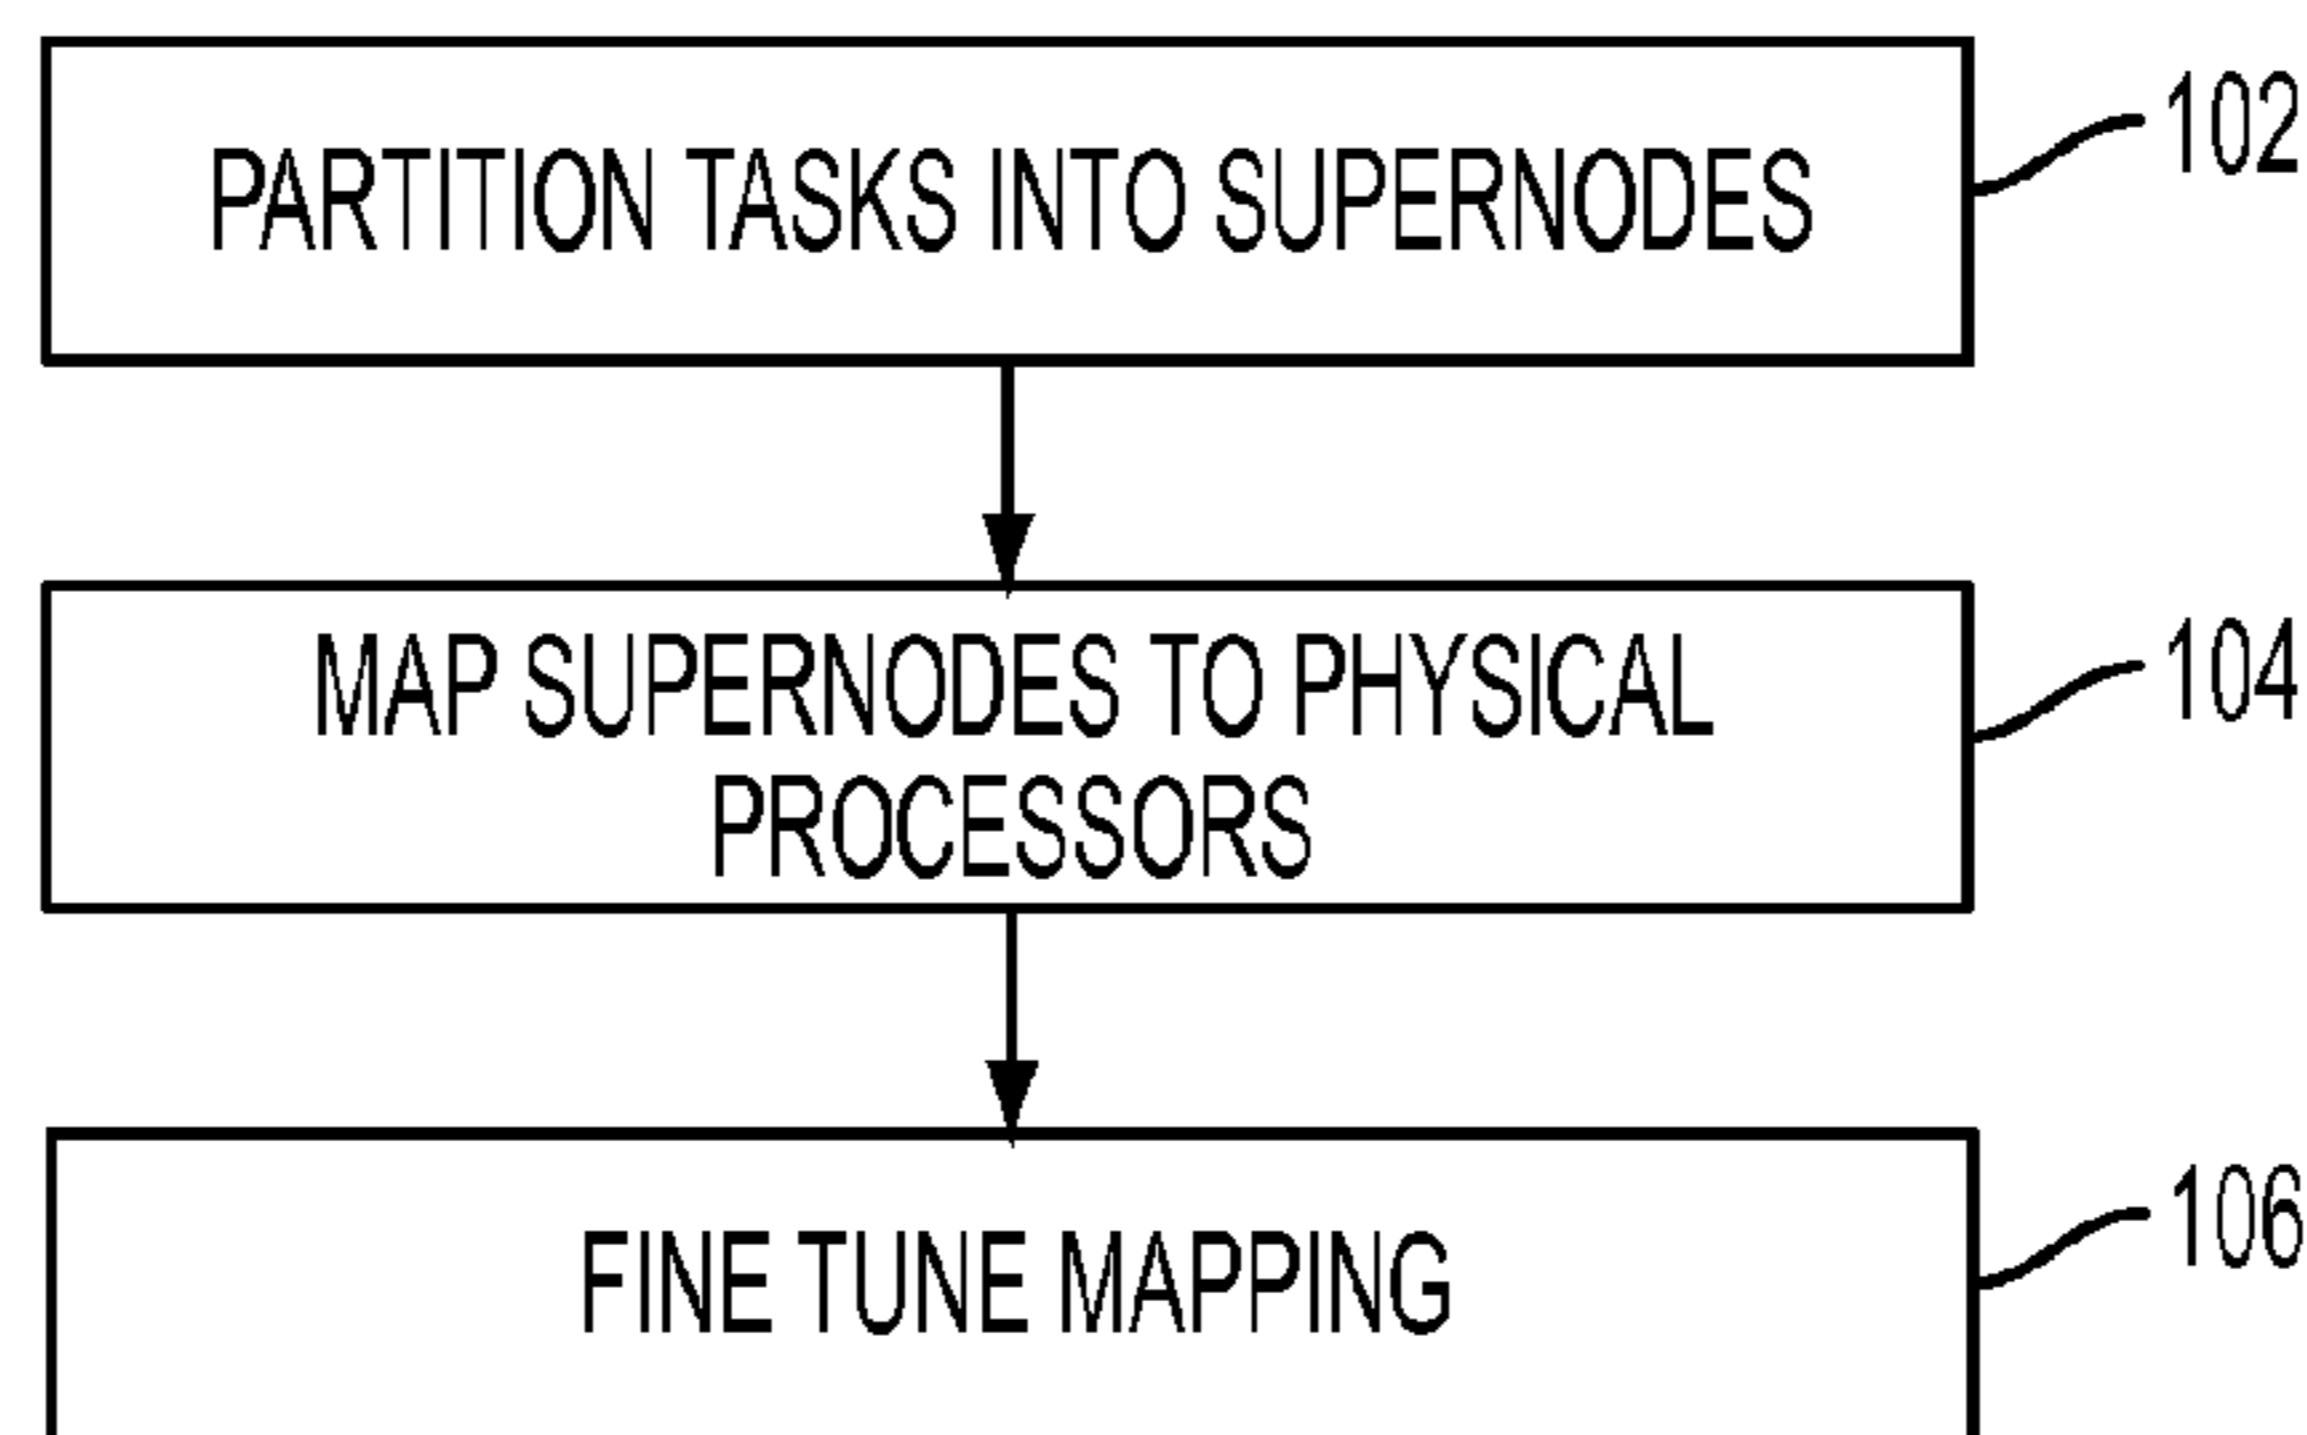 PARTITION TASKS INTO SUPERNODES
102
MAP SUPERNODES TO PHYSICAL
PROCESSORS
104
FINE TUNE MAPPING
106